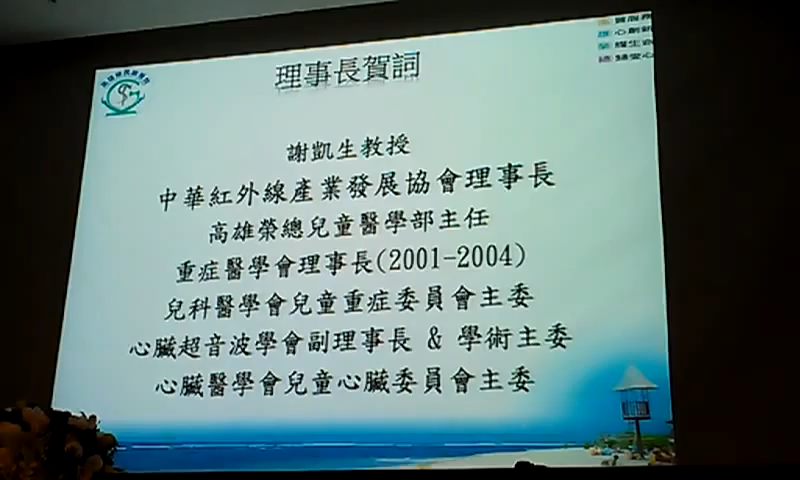 理事長賀詞
謝凱生教授
中華紅外線產業發展協會理事長
高雄榮總兒童醫學部主任
重症醫學會理事長(2001-2004)
兒科醫學會兒童重症委員會主委
心臟超音波學會副理事長 & 學術主委
心臟醫學會兒童心臟委員會主委